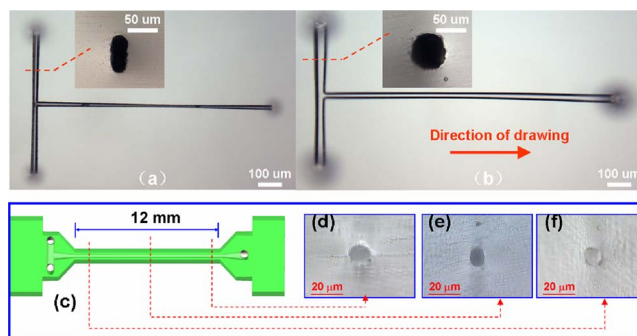 50 um
50 um
(a)
100 um
Direction of drawing
(b)
100 um
12 mm
(c)
(d)
20 μm
(e)
20 μm
(f)
20 μm